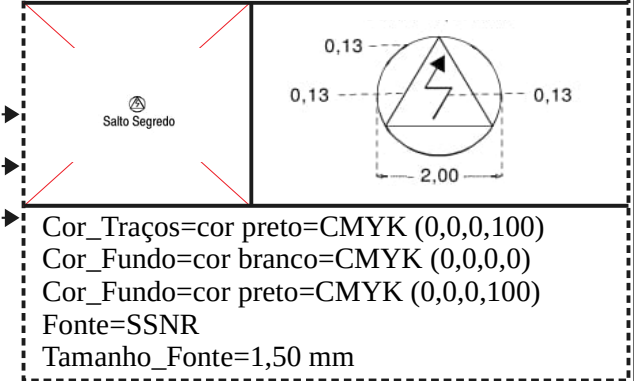 Salto Segredo
0,13
0,13
0,13
2,00
Cor_Traços=cor preto=CMYK (0,0,0,100)
Cor_Fundo=cor branco=CMYK (0,0,0,0)
Cor_Fundo=cor preto=CMYK (0,0,0,100)
Fonte=SSNR
Tamanho_Fonte=1,50 mm